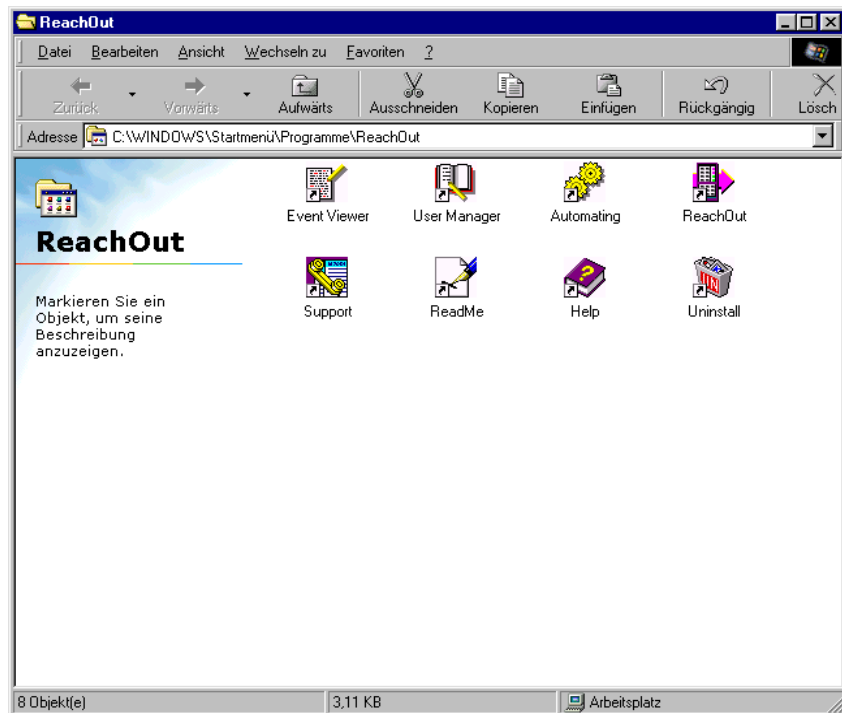 ReachOut
Datei Bearbeiten Ansicht Wechseln zu Favoriten ?
Zurück Vorwärts Aufwärts Ausschneiden Kopieren Einfügen Rückgängig Lösch
Adresse C:\WINDOWS\Startmenü\Programme\ReachOut
ReachOut
Markieren Sie ein
Objekt, um seine
Beschreibung
anzuzeigen.
Event Viewer User Manager Automating ReachOut
Support ReadMe Help Uninstall
8 Objekt(e) 3,11 KB Arbeitsplatz